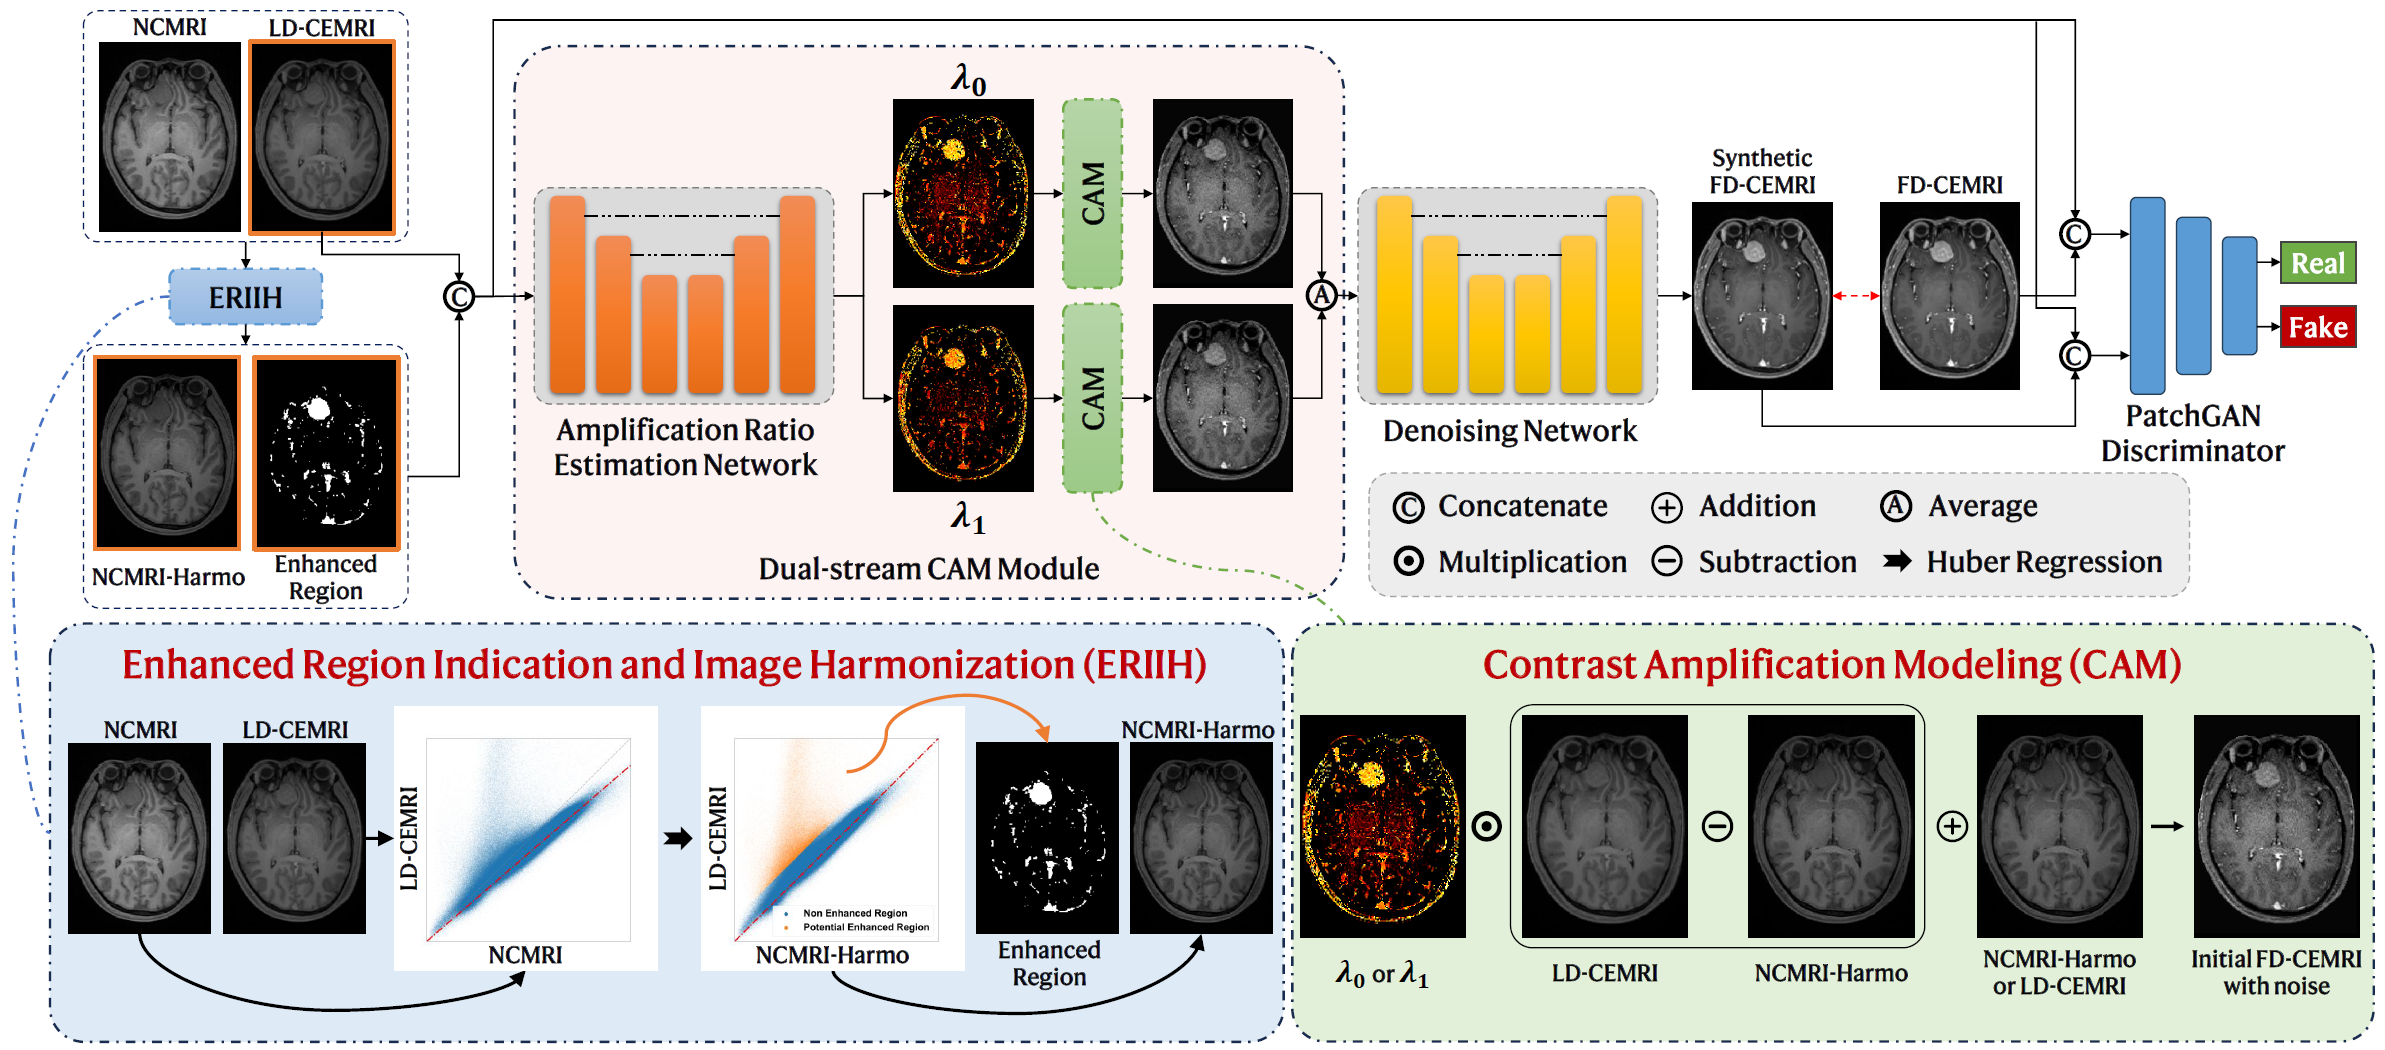 NCMRI
LD-CEMRI
ERIIH
NCMRI-Harmo
Enhanced
Region
C
Amplification Ratio
Estimation Network
λ0
CAM
CAM
λ1
Dual-stream CAM Module
A
Denoising Network
Synthetic
FD-CEMRI
FD-CEMRI
C
C
Real
Fake
PatchGAN
Discriminator
C Concatenate
Addition
A Average
Multiplication
Subtraction
Huber Regression
Enhanced Region Indication and Image Harmonization (ERIIH)
NCMRI
LD-CEMRI
LD-CEMRI
NCMRI
LD-CEMRI
Non Enhanced Region
Potential Enhanced Region
NCMRI-Harmo
Enhanced
Region
NCMRI-Harmo
Contrast Amplification Modeling (CAM)
λ0 or λ1
LD-CEMRI
NCMRI-Harmo
NCMRI-Harmo
or LD-CEMRI
Initial FD-CEMRI
with noise